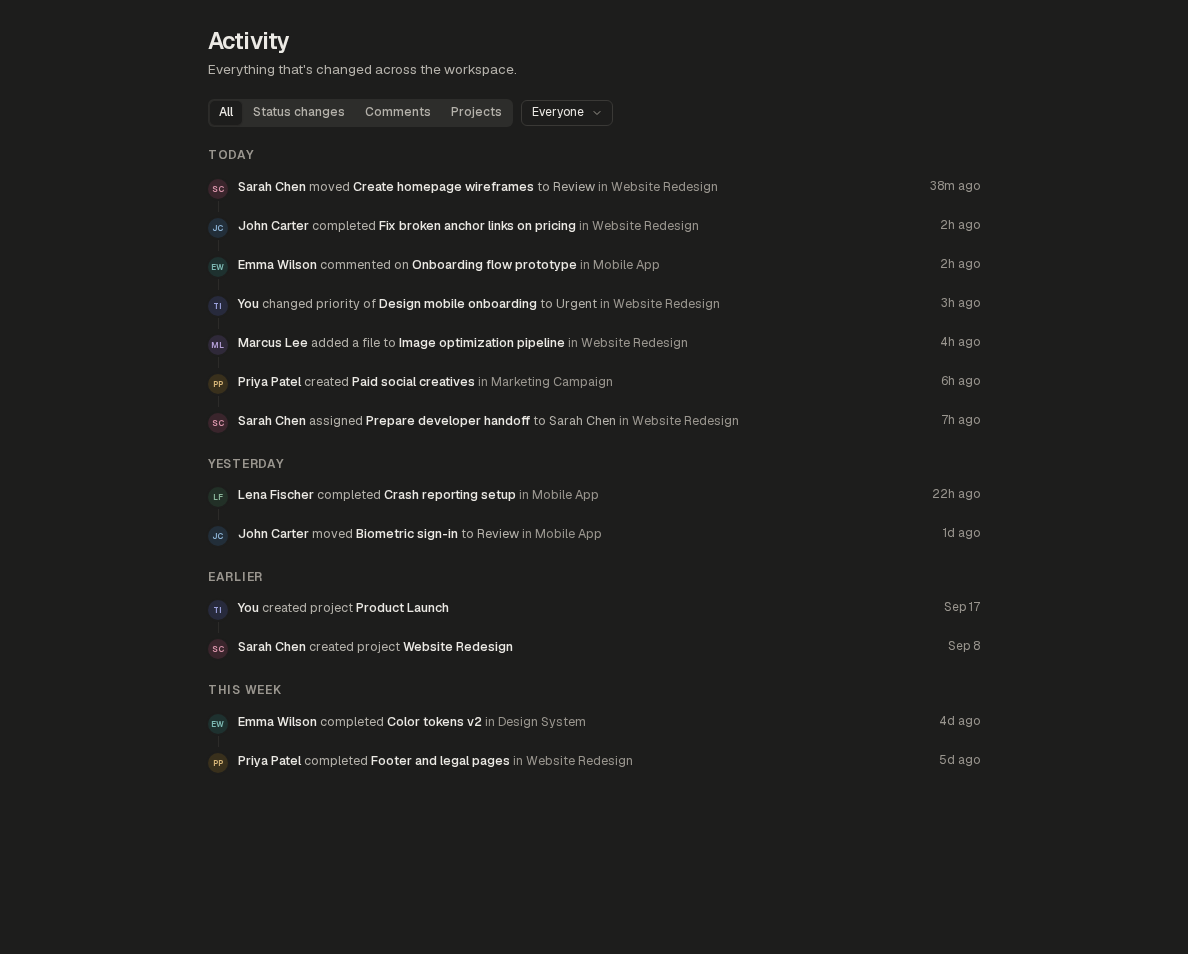 Activity
Everything that's changed across the workspace.
All Status changes Comments Projects Everyone
TODAY
SC Sarah Chen moved Create homepage wireframes to Review in Website Redesign 38m ago
JC John Carter completed Fix broken anchor links on pricing in Website Redesign 2h ago
EW Emma Wilson commented on Onboarding flow prototype in Mobile App 2h ago
TI You changed priority of Design mobile onboarding to Urgent in Website Redesign 3h ago
ML Marcus Lee added a file to Image optimization pipeline in Website Redesign 4h ago
PP Priya Patel created Paid social creatives in Marketing Campaign 6h ago
SC Sarah Chen assigned Prepare developer handoff to Sarah Chen in Website Redesign 7h ago
YESTERDAY
LF Lena Fischer completed Crash reporting setup in Mobile App 22h ago
JC John Carter moved Biometric sign-in to Review in Mobile App 1d ago
EARLIER
TI You created project Product Launch Sep 17
SC Sarah Chen created project Website Redesign Sep 8
THIS WEEK
EW Emma Wilson completed Color tokens v2 in Design System 4d ago
PP Priya Patel completed Footer and legal pages in Website Redesign 5d ago